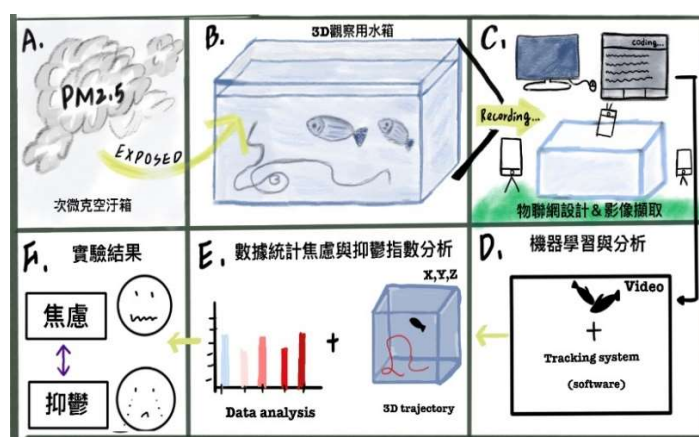 A.
PM2.5
EXPOSED
次微克空汙箱
B.
3D觀察用水箱
C.
coding...
Recording...
物聯網設計&影像擷取
D. 機器學習與分析
Video
+
Tracking system
(software)
E. 數據統計焦慮與抑鬱指數分析
X,Y,Z
+
Data analysis
3D trajectory
F. 實驗結果
焦慮
抑鬱